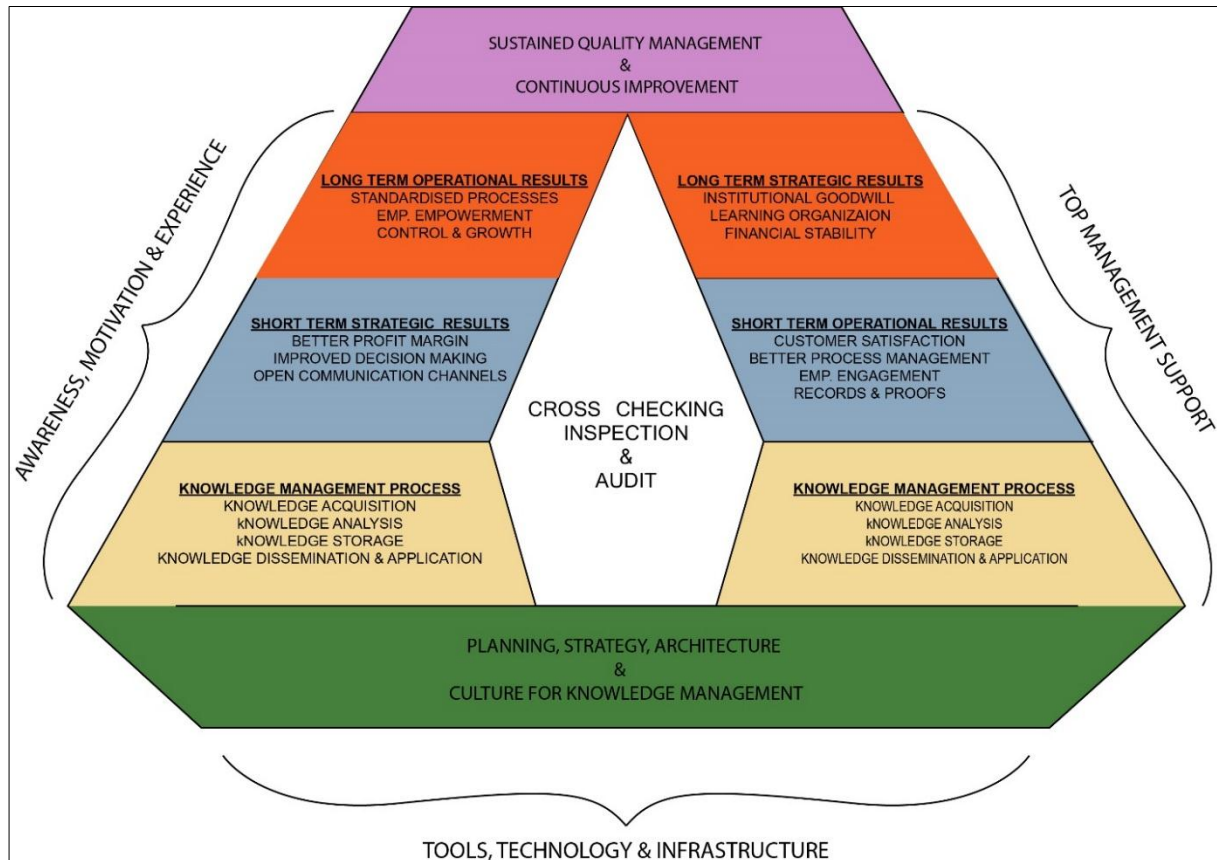 SUSTAINED QUALITY MANAGEMENT
&
CONTINUOUS IMPROVEMENT
AWARENESS, MOTIVATION & EXPERIENCE
TOP MANAGEMENT SUPPORT
LONG TERM OPERATIONAL RESULTS
STANDARDISED PROCESSES
EMP. EMPOWERMENT
CONTROL & GROWTH
LONG TERM STRATEGIC RESULTS
INSTITUTIONAL GOODWILL
LEARNING ORGANIZAION
FINANCIAL STABILITY
SHORT TERM STRATEGIC RESULTS
BETTER PROFIT MARGIN
IMPROVED DECISION MAKING
OPEN COMMUNICATION CHANNELS
SHORT TERM OPERATIONAL RESULTS
CUSTOMER SATISFACTION
BETTER PROCESS MANAGEMENT
EMP. ENGAGEMENT
RECORDS & PROOFS
CROSS CHECKING
INSPECTION
&
AUDIT
KNOWLEDGE MANAGEMENT PROCESS
KNOWLEDGE ACQUISITION
kNOWLEDGE ANALYSIS
kNOWLEDGE STORAGE
KNOWLEDGE DISSEMINATION & APPLICATION
KNOWLEDGE MANAGEMENT PROCESS
KNOWLEDGE ACQUISITION
kNOWLEDGE ANALYSIS
kNOWLEDGE STORAGE
KNOWLEDGE DISSEMINATION & APPLICATION
PLANNING, STRATEGY, ARCHITECTURE
&
CULTURE FOR KNOWLEDGE MANAGEMENT
TOOLS, TECHNOLOGY & INFRASTRUCTURE